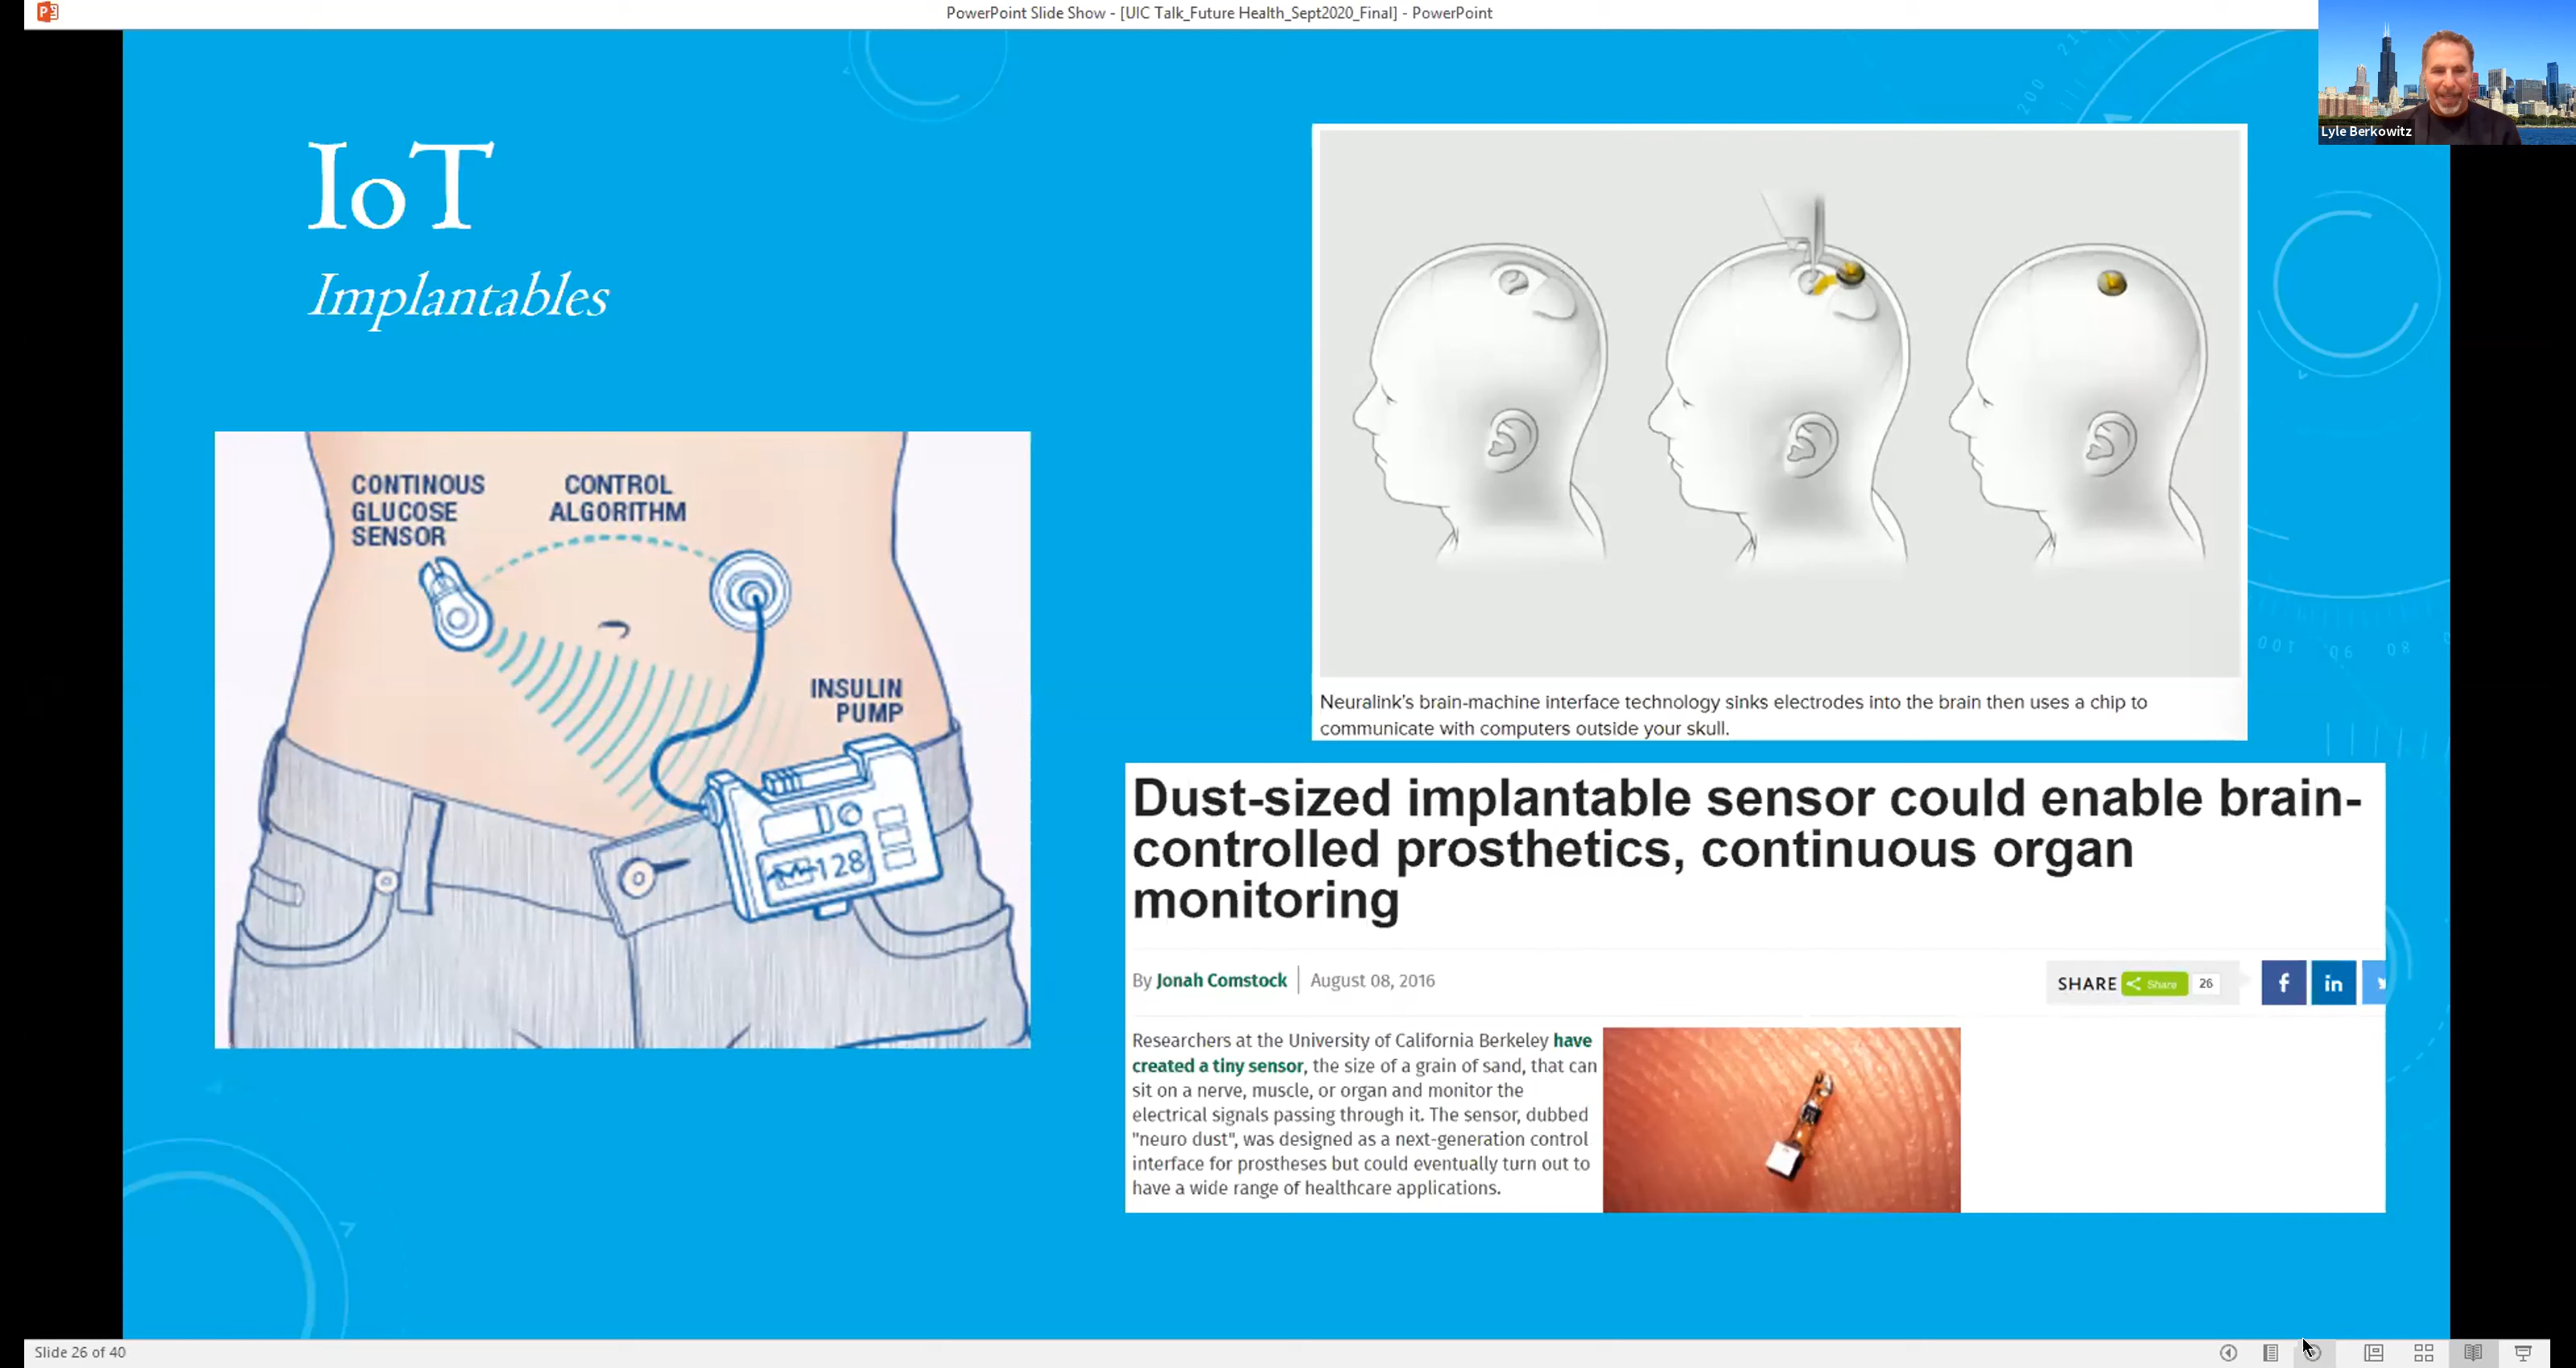 PowerPoint Slide Show - [UIC Talk_Future Health_Sept2020_Final] - PowerPoint
Lyle Berkowitz
IoT
Implantables
CONTINOUS
GLUCOSE
SENSOR
CONTROL
ALGORITHM
INSULIN
PUMP
128
Neuralink's brain-machine interface technology sinks electrodes into the brain then uses a chip to
communicate with computers outside your skull.
Dust-sized implantable sensor could enable brain-
controlled prosthetics, continuous organ
monitoring
By Jonah Comstock | August 08, 2016
SHARE Share 26
f in
Researchers at the University of California Berkeley have
created a tiny sensor, the size of a grain of sand, that can
sit on a nerve, muscle, or organ and monitor the
electrical signals passing through it. The sensor, dubbed
"neuro dust", was designed as a next-generation control
interface for prostheses but could eventually turn out to
have a wide range of healthcare applications.
Slide 26 of 40